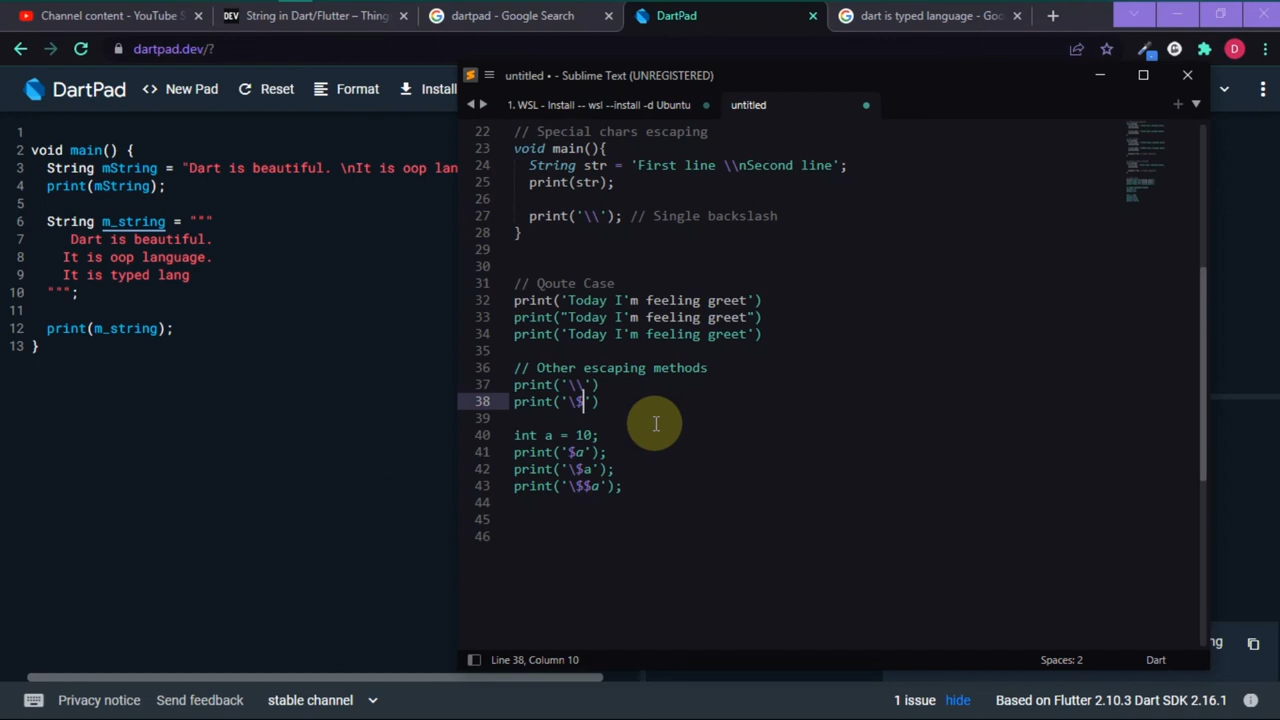 Channel content - YouTube S
String in Dart/Flutter – Thing
dartpad - Google Search
DartPad
dart is typed language - Goo
dartpad.dev/?
DartPad
<> New Pad
Reset
Format
Install
1
2 void main() {
3 String mString = "Dart is beautiful. \nIt is oop lan
4 print(mString);
5
6 String m_string = """
7 Dart is beautiful.
8 It is oop language.
9 It is typed lang
10 """;
11
12 print(m_string);
13 }
untitled • - Sublime Text (UNREGISTERED)
1. WSL - Install -- wsl --install -d Ubuntu
untitled
22 // Special chars escaping
23 void main(){
24 String str = 'First line \\nSecond line';
25 print(str);
26
27 print('\\'); // Single backslash
28 }
29
30
31 // Qoute Case
32 print('Today I'm feeling greet')
33 print("Today I'm feeling greet")
34 print('Today I'm feeling greet')
35
36 // Other escaping methods
37 print('\\')
38 print('\$')
39
40 int a = 10;
41 print('$a');
42 print('\$a');
43 print('\$$a');
44
45
46
Line 38, Column 10
Spaces: 2
Dart
ng
Privacy notice
Send feedback
stable channel
1 issue
hide
Based on Flutter 2.10.3 Dart SDK 2.16.1